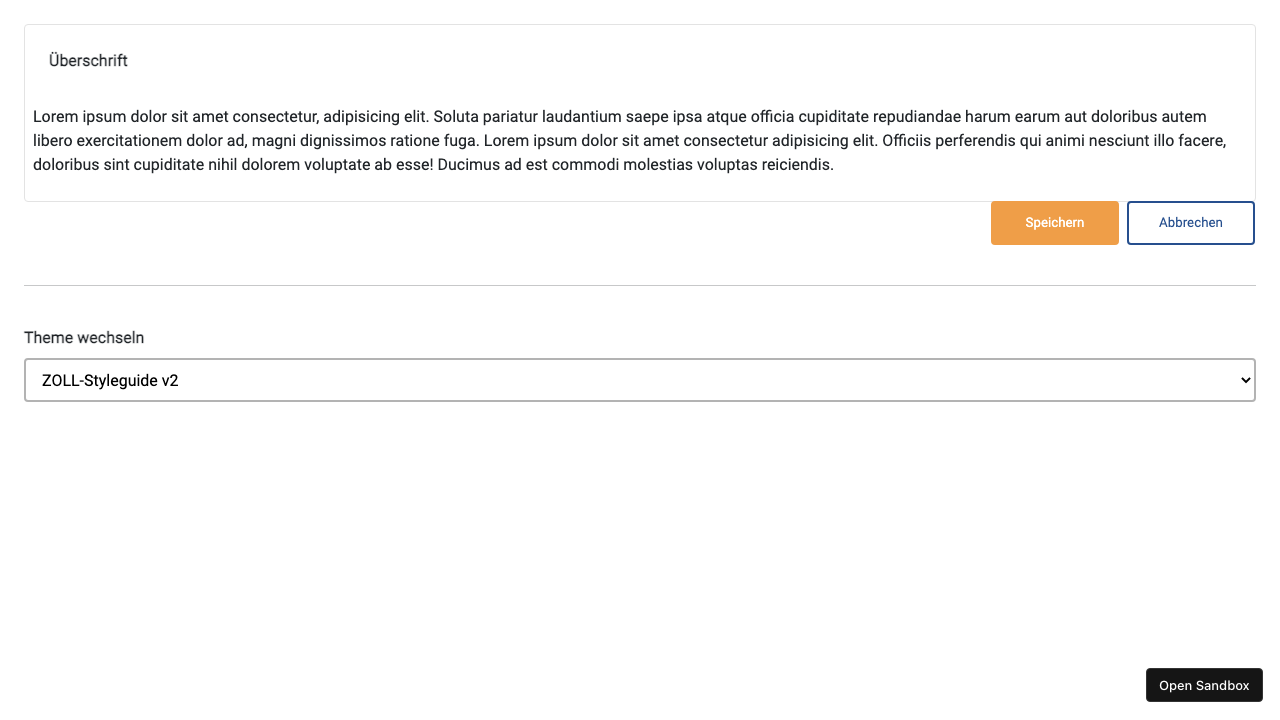 Überschrift
Lorem ipsum dolor sit amet consectetur, adipisicing elit. Soluta pariatur laudantium saepe ipsa atque officia cupiditate repudiandae harum earum aut doloribus autem
libero exercitationem dolor ad, magni dignissimos ratione fuga. Lorem ipsum dolor sit amet consectetur adipisicing elit. Officiis perferendis qui animi nesciunt illo facere,
doloribus sint cupiditate nihil dolorem voluptate ab esse! Ducimus ad est commodi molestias voluptas reiciendis.
Speichern Abbrechen
Theme wechseln
ZOLL-Styleguide v2
Open Sandbox